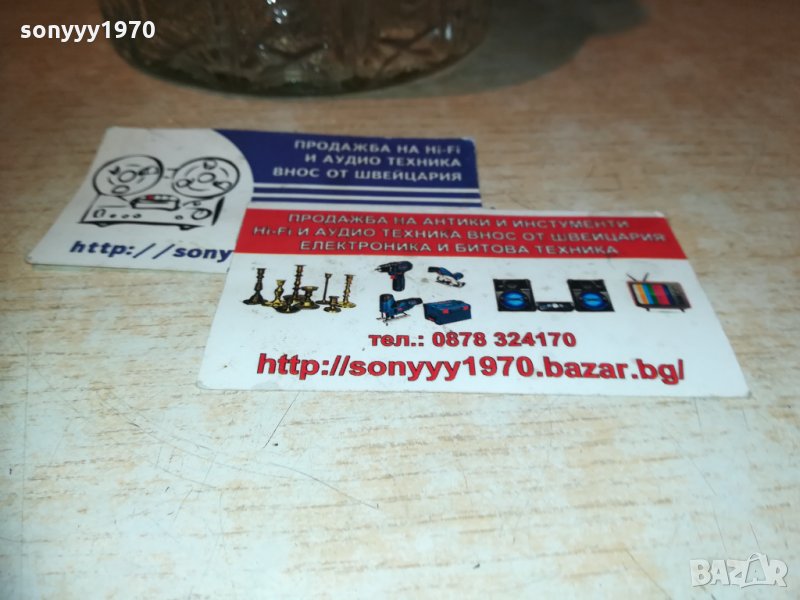 sonyyy1970
ПРОДАЖБА НА Hi-Fi
И АУДИО ТЕХНИКА
ВНОС ОТ ШВЕЙЦАРИЯ
http://sony
ПРОДАЖБА НА АНТИКИ И ИНСТУМЕНТИ
Hi-Fi И АУДИО ТЕХНИКА ВНОС ОТ ШВЕЙЦАРИЯ
ЕЛЕКТРОНИКА И БИТОВА ТЕХНИКА
тел.: 0878 324170
http://sonyyy1970.bazar.bg/
sonyyy1970
BAZAR